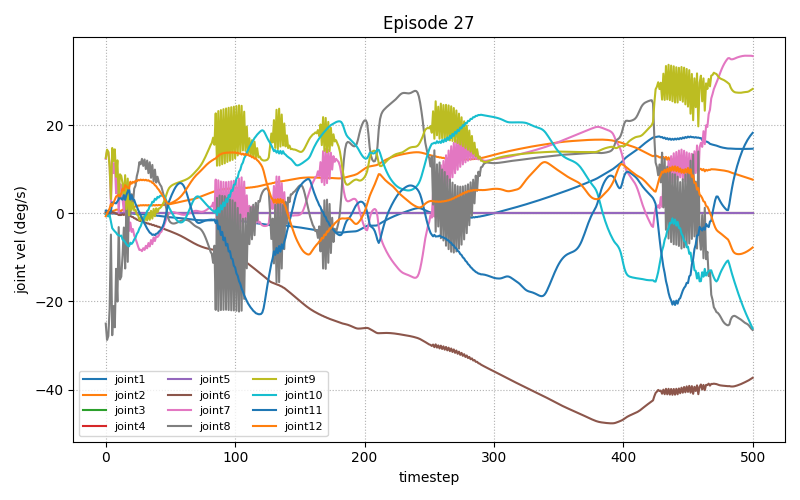 Episode 27
joint vel (deg/s)
20
0
−20
−40
joint1
joint2
joint3
joint4
joint5
joint6
joint7
joint8
joint9
joint10
joint11
joint12
0
100
200
300
400
500
timestep